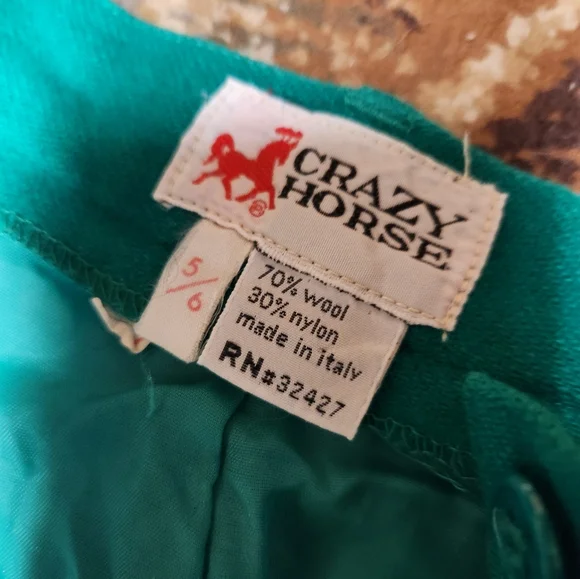 CRAZY
HORSE
®
5/6
70% wool
30% nylon
made in italy
RN#32427